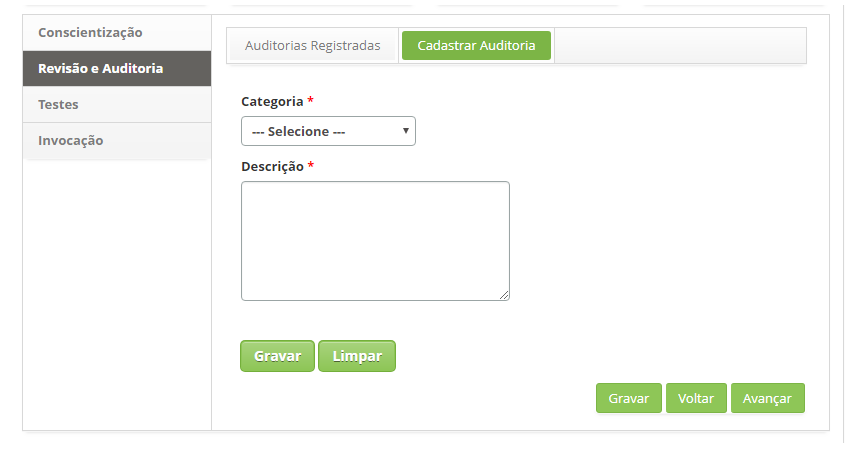 Conscientização
Revisão e Auditoria
Testes
Invocação
Auditorias Registradas
Cadastrar Auditoria
Categoria *
--- Selecione ---
Descrição *
Gravar
Limpar
Gravar
Voltar
Avançar